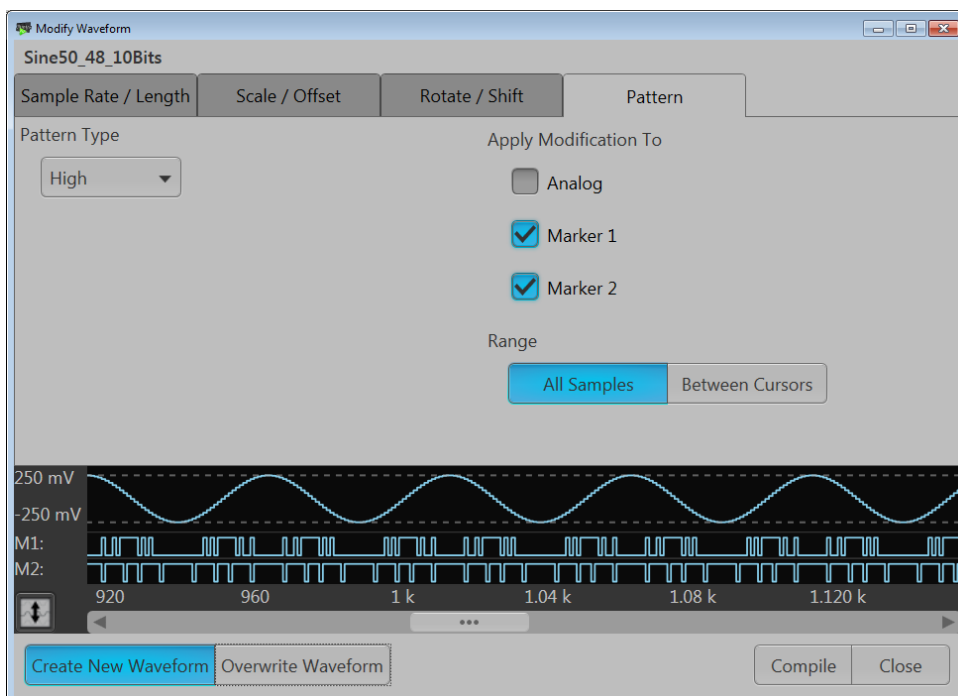 Modify Waveform
Sine50_48_10Bits
Sample Rate / Length Scale / Offset Rotate / Shift Pattern
Pattern Type
High
Apply Modification To
Analog
Marker 1
Marker 2
Range
All Samples Between Cursors
250 mV
-250 mV
M1:
M2:
920 960 1 k 1.04 k 1.08 k 1.120 k
Create New Waveform Overwrite Waveform Compile Close